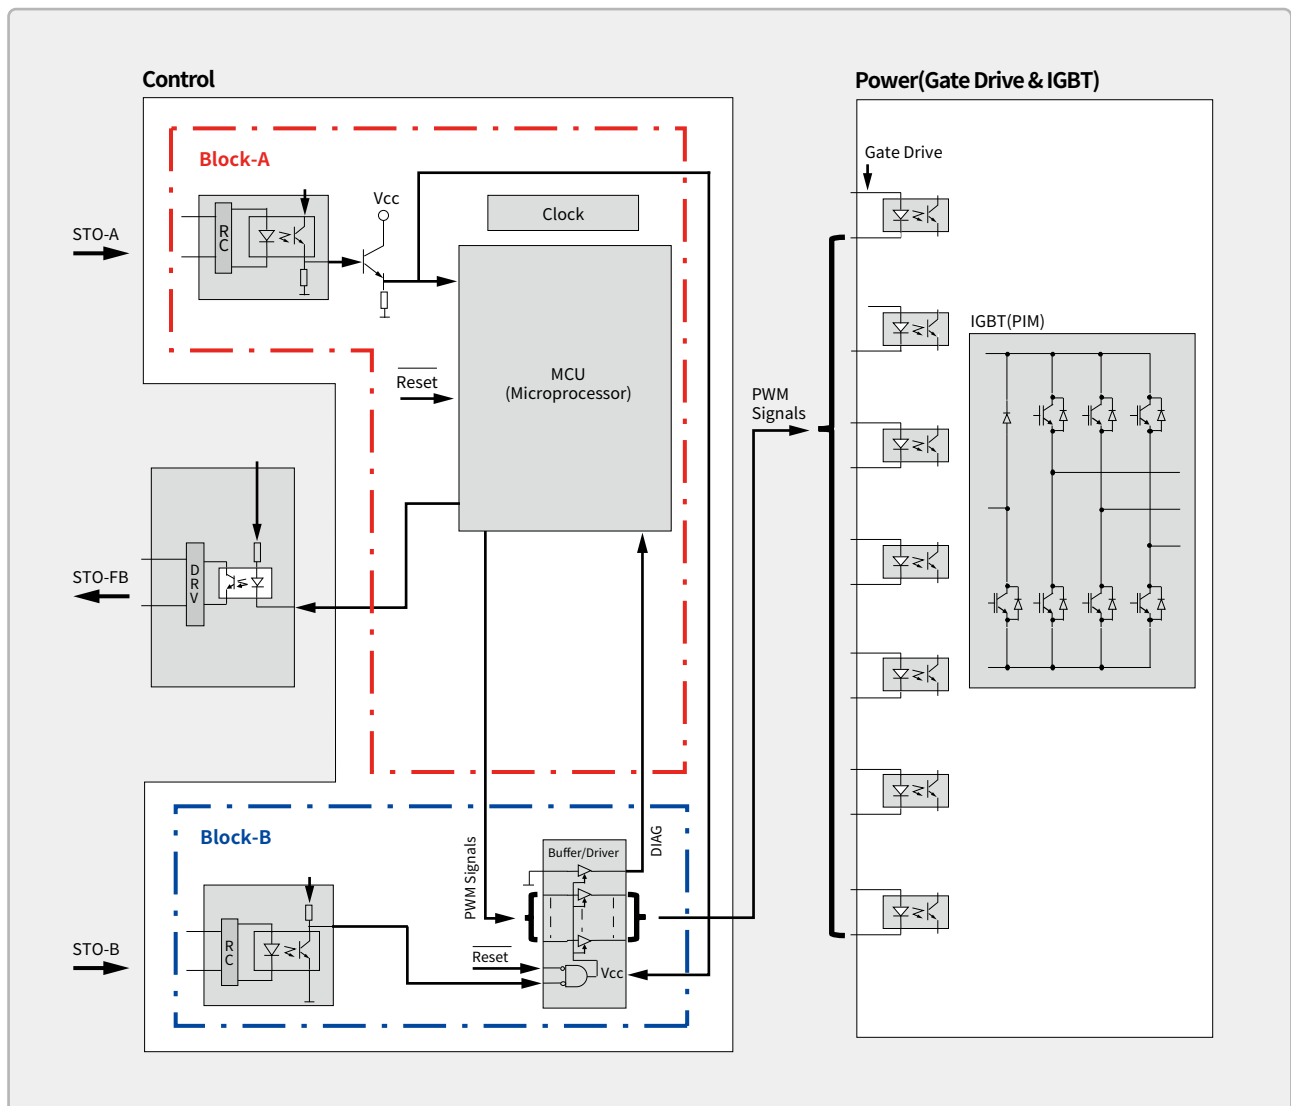 Control
Power(Gate Drive & IGBT)
Block-A
Gate Drive
Vcc
Clock
STO-A
R
C
IGBT(PIM)
MCU
(Microprocessor)
Reset
PWM
Signals
STO-FB
D
R
V
Block-B
PWM Signals
DIAG
Buffer/Driver
STO-B
R
C
Reset
Vcc